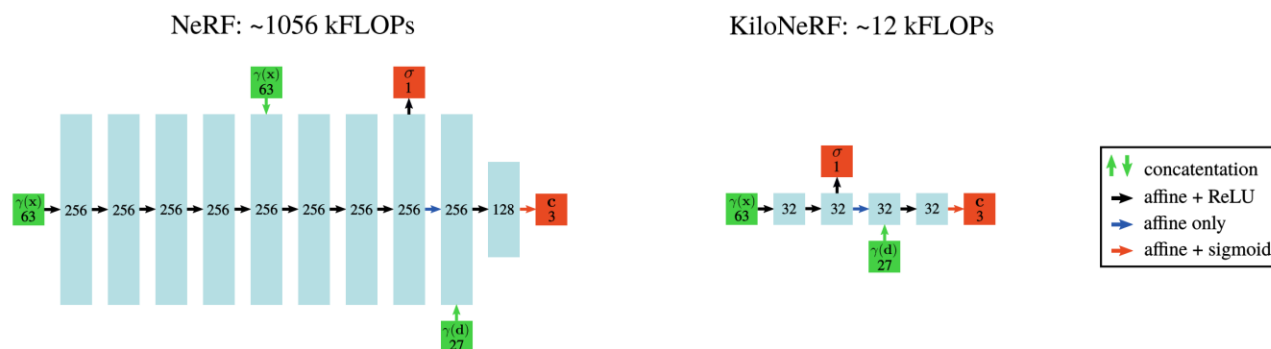 NeRF: ~1056 kFLOPs
γ(x)
63
σ
1
γ(x)
63
256
256
256
256
256
256
256
256
256
128
c
3
γ(d)
27
KiloNeRF: ~12 kFLOPs
σ
1
γ(x)
63
32
32
32
32
c
3
γ(d)
27
concatentation
affine + ReLU
affine only
affine + sigmoid